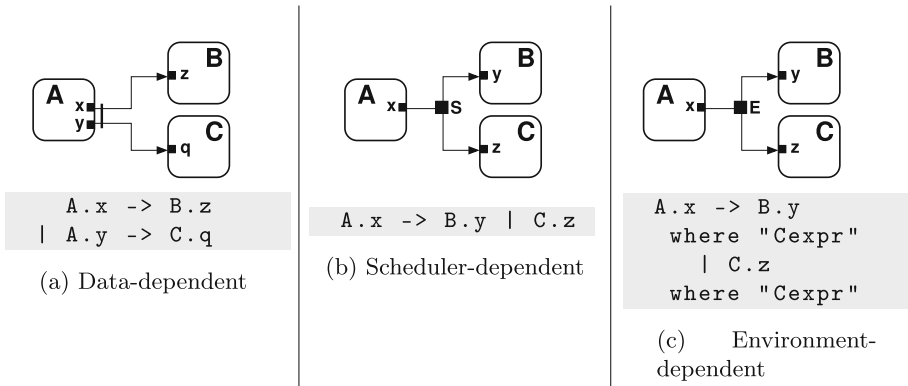 A
x
y
B
z
C
q
A.x -> B.z
| A.y -> C.q
(a) Data-dependent
A
x
S
B
y
C
z
A.x -> B.y | C.z
(b) Scheduler-dependent
A
x
E
B
y
C
z
A.x -> B.y
where "Cexpr"
| C.z
where "Cexpr"
(c) Environment-
dependent